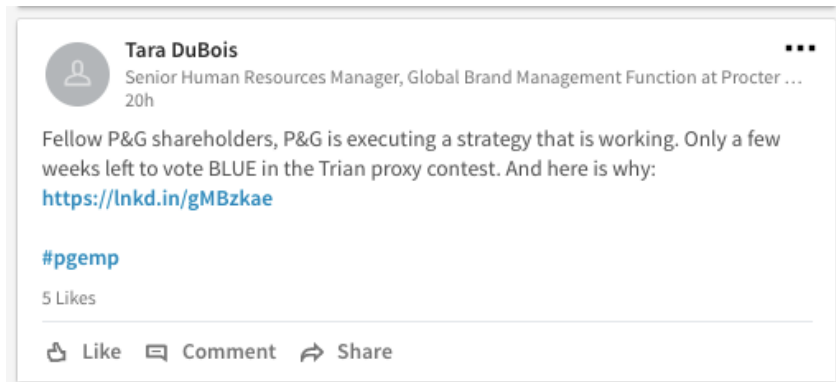 Tara DuBois
Senior Human Resources Manager, Global Brand Management Function at Procter ...
20h
Fellow P&G shareholders, P&G is executing a strategy that is working. Only a few
weeks left to vote BLUE in the Trian proxy contest. And here is why:
https://lnkd.in/gMBzkae
#pgemp
5 Likes
Like Comment Share